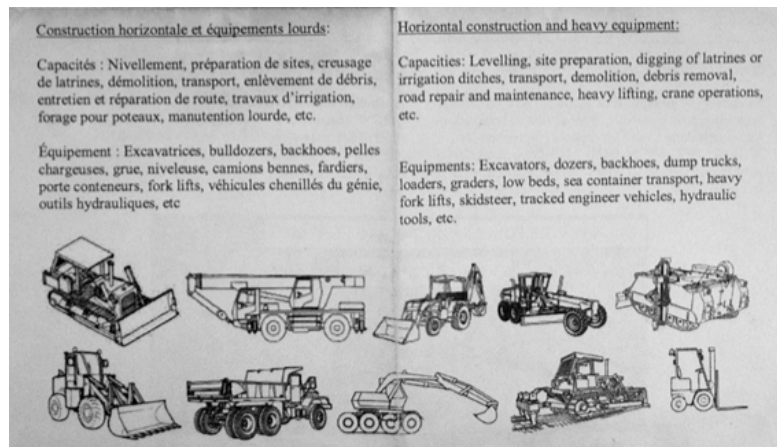 Construction horizontale et équipements lourds:
Capacités : Nivellement, préparation de sites, creusage
de latrines, démolition, transport, enlèvement de débris,
entretien et réparation de route, travaux d'irrigation,
forage pour poteaux, manutention lourde, etc.
Équipement : Excavatrices, bulldozers, backhoes, pelles
chargeuses, grue, niveleuse, camions bennes, fardiers,
porte conteneurs, fork lifts, véhicules chenillés du génie,
outils hydrauliques, etc
Horizontal construction and heavy equipment:
Capacities: Levelling, site preparation, digging of latrines or
irrigation ditches, transport, demolition, debris removal,
road repair and maintenance, heavy lifting, crane operations,
etc.
Equipments: Excavators, dozers, backhoes, dump trucks,
loaders, graders, low beds, sea container transport, heavy
fork lifts, skidsteer, tracked engineer vehicles, hydraulic
tools, etc.